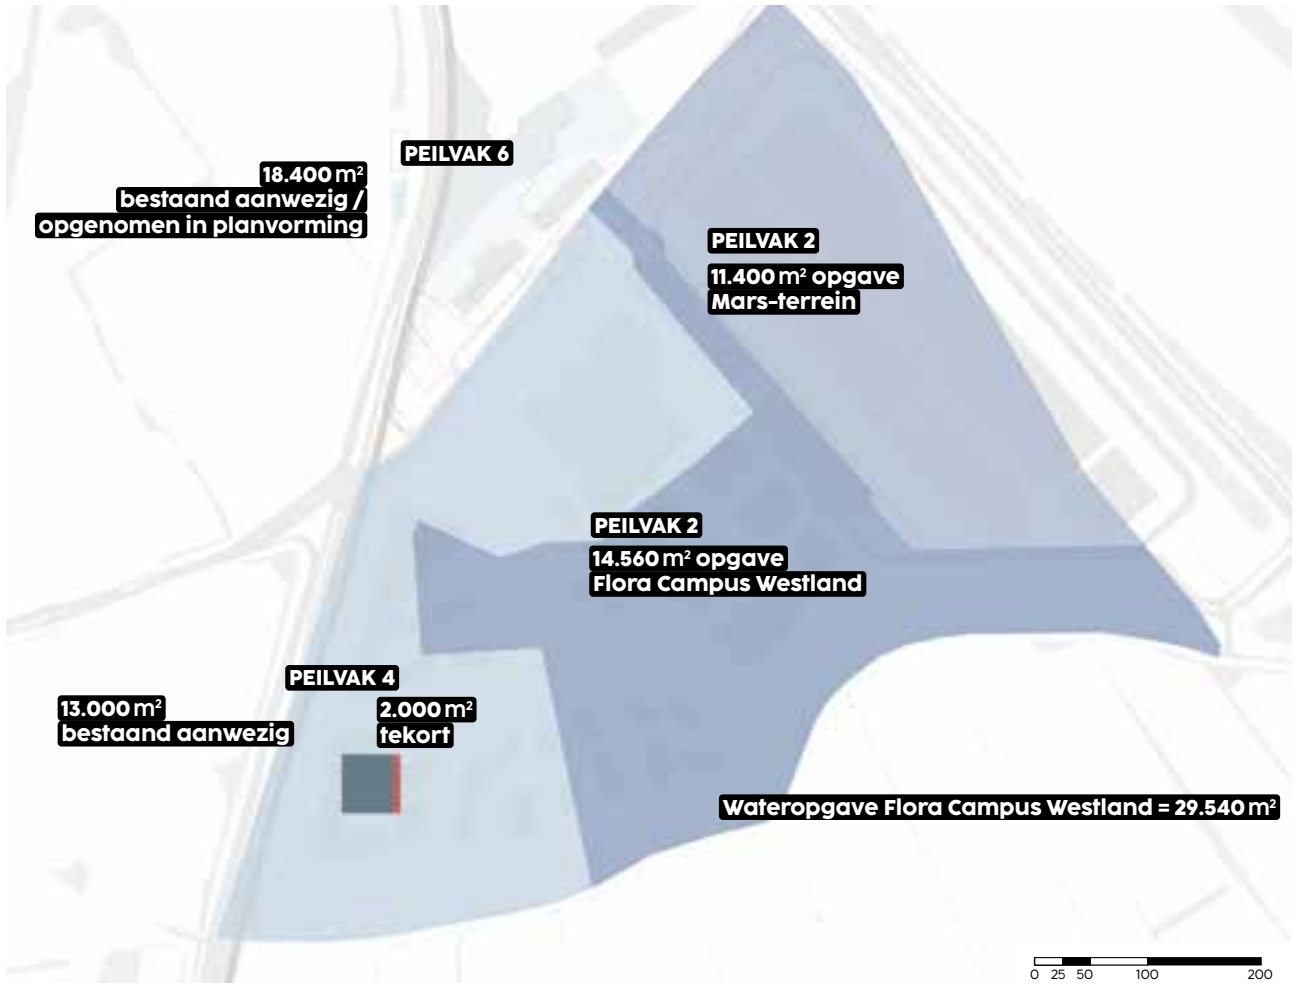 PEILVAK 6
18.400 m²
bestaand aanwezig /
opgenomen in planvorming
PEILVAK 2
11.400 m² opgave
Mars-terrein
PEILVAK 2
14.560 m² opgave
Flora Campus Westland
PEILVAK 4
13.000 m²
bestaand aanwezig
2.000 m²
tekort
Wateropgave Flora Campus Westland = 29.540 m²
0 25 50 100 200